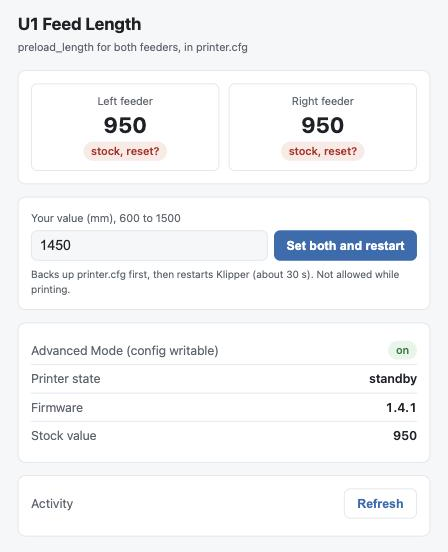 U1 Feed Length
preload_length for both feeders, in printer.cfg
Left feeder
950
stock, reset?
Right feeder
950
stock, reset?
Your value (mm), 600 to 1500
1450
Set both and restart
Backs up printer.cfg first, then restarts Klipper (about 30 s). Not allowed while
printing.
Advanced Mode (config writable)
on
Printer state
standby
Firmware
1.4.1
Stock value
950
Activity
Refresh